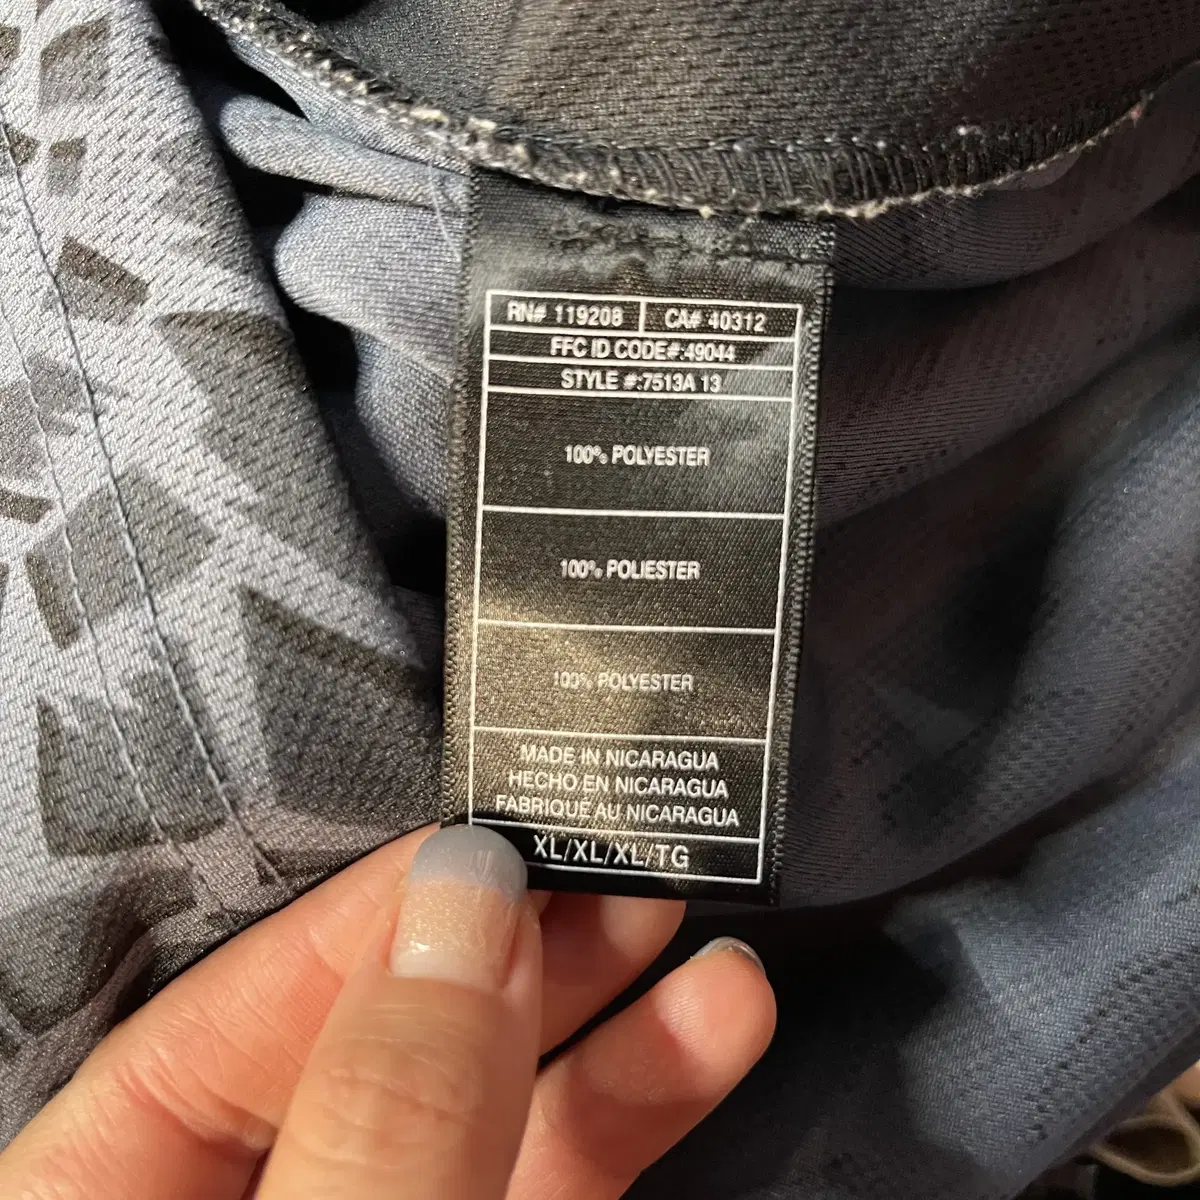 RN# 119208 CA# 40312
FFC ID CODE#:49044
STYLE #:7513A 13
100% POLYESTER
100% POLIESTER
100% POLYESTER
MADE IN NICARAGUA
HECHO EN NICARAGUA
FABRIQUE AU NICARAGUA
XL/XL/XL/TG